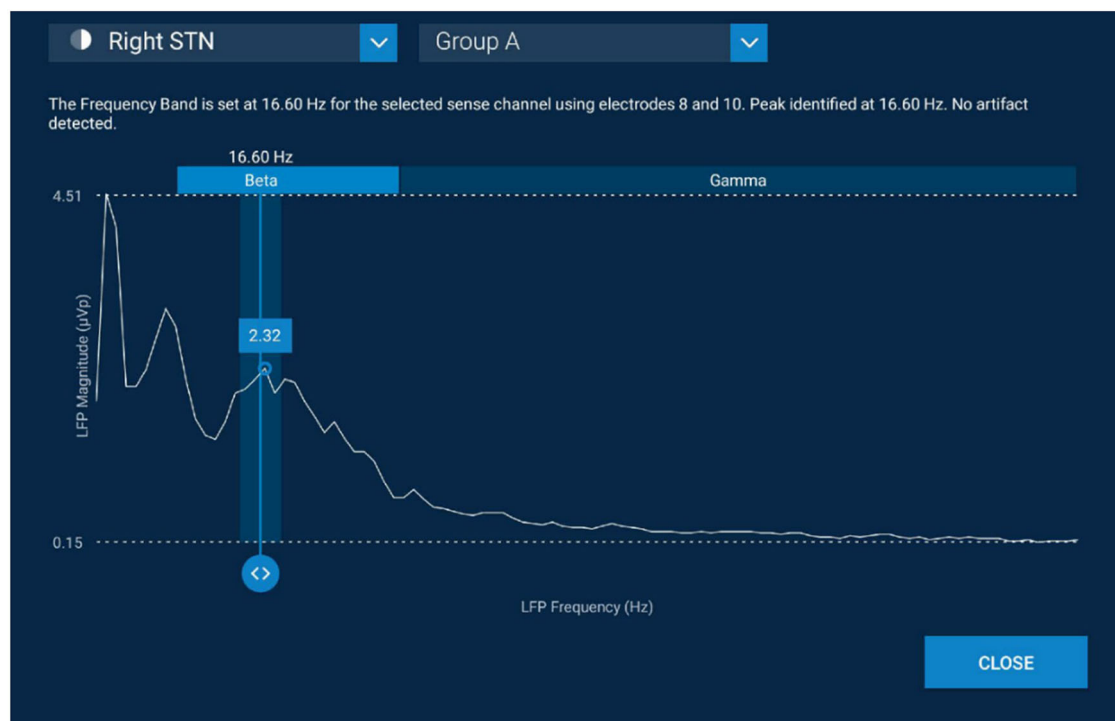 Right STN
Group A
The Frequency Band is set at 16.60 Hz for the selected sense channel using electrodes 8 and 10. Peak identified at 16.60 Hz. No artifact
detected.
16.60 Hz
Beta
Gamma
4.51
LFP Magnitude (μVp)
2.32
0.15
LFP Frequency (Hz)
CLOSE